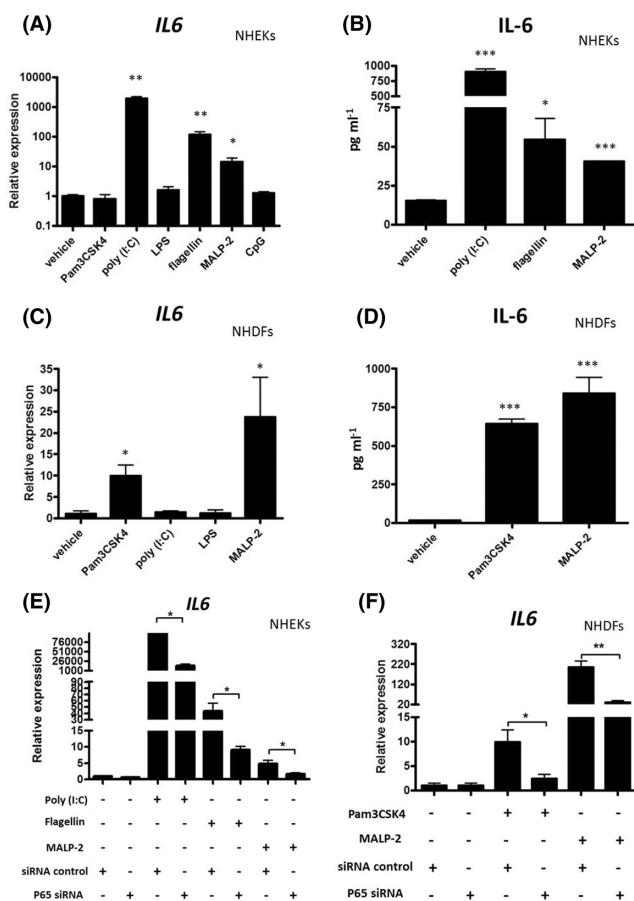 (A) IL6 NHEKs
Relative expression
10000
1000
100
10
1
0.1
** ** *
vehicle Pam3CSK4 poly (I:C) LPS flagellin MALP-2 CpG
(B) IL-6 NHEKs
pg ml-1
1000
750
500
75
50
25
0
*** * ***
vehicle poly (I:C) flagellin MALP-2
(C) IL6 NHDFs
Relative expression
35
30
25
20
15
10
5
0
* *
vehicle Pam3CSK4 poly (I:C) LPS MALP-2
(D) IL-6 NHDFs
pg ml-1
1000
750
500
250
0
*** ***
vehicle Pam3CSK4 MALP-2
(E) IL6 NHEKs
Relative expression
76000
51000
26000
1000
90
80
70
60
50
40
30
15
10
5
0
* * *
Poly (I:C) - - + + - - - -
Flagellin - - - - + + - -
MALP-2 - - - - - - + +
siRNA control + - + - + - + -
P65 siRNA - + - + - + - +
(F) IL6 NHDFs
Relative expression
320
220
120
20
15
10
5
0
* **
Pam3CSK4 - - + + - -
MALP-2 - - - - + +
siRNA control + - + - + -
P65 siRNA - + - + - +